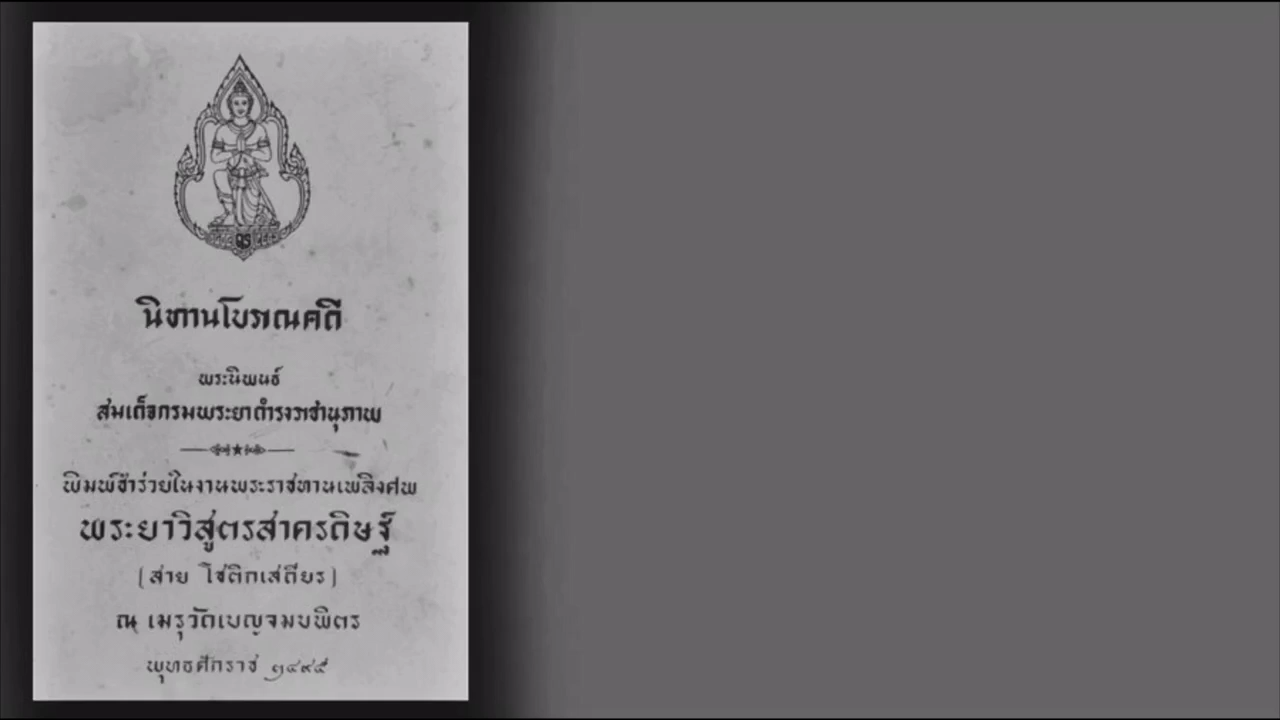 นิทานโบราณคดี
พระนิพนธ์
สมเด็จกรมพระยาดำรงราชานุภาพ
พิมพ์ชำร่วยในงานพระราชทานเพลิงศพ
พระยาวิสูตรสาครดิษฐ์
(สาย โชติกเสถียร)
ณ เมรุวัดเบญจมบพิตร
พุทธศักราช ๒๔๙๕